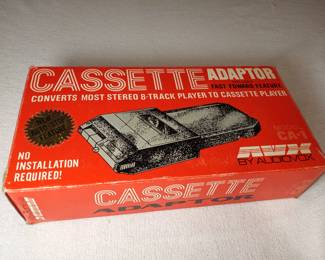 CASSETTE ADAPTOR
FAST FOWARD FEATURE
CONVERTS MOST STEREO 8-TRACK PLAYER TO CASSETTE PLAYER
NO
INSTALLATION
REQUIRED!
CA-1
AVX
BY AUDIOVOX
CASSETTE
ADAPTOR